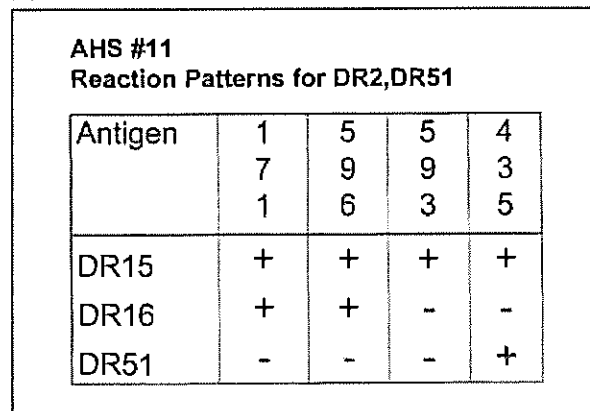 AHS #11
Reaction Patterns for DR2,DR51
Antigen 1 5 5 4
7 9 9 3
1 6 3 5
DR15 + + + +
DR16 + + - -
DR51 - - - +